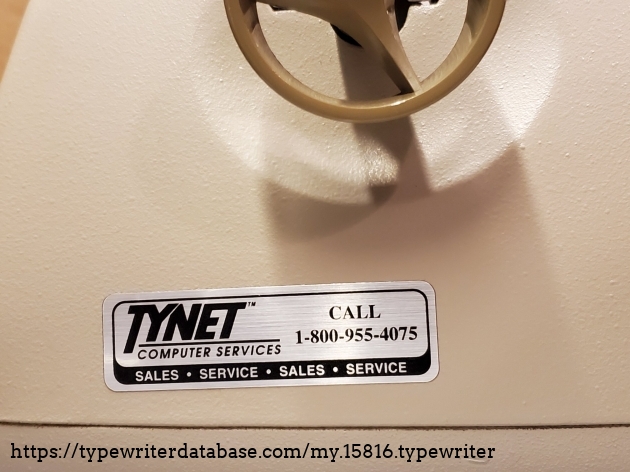 TYNET™
COMPUTER SERVICES
CALL
1-800-955-4075
SALES • SERVICE • SALES • SERVICE
https://typewriterdatabase.com/my.15816.typewriter